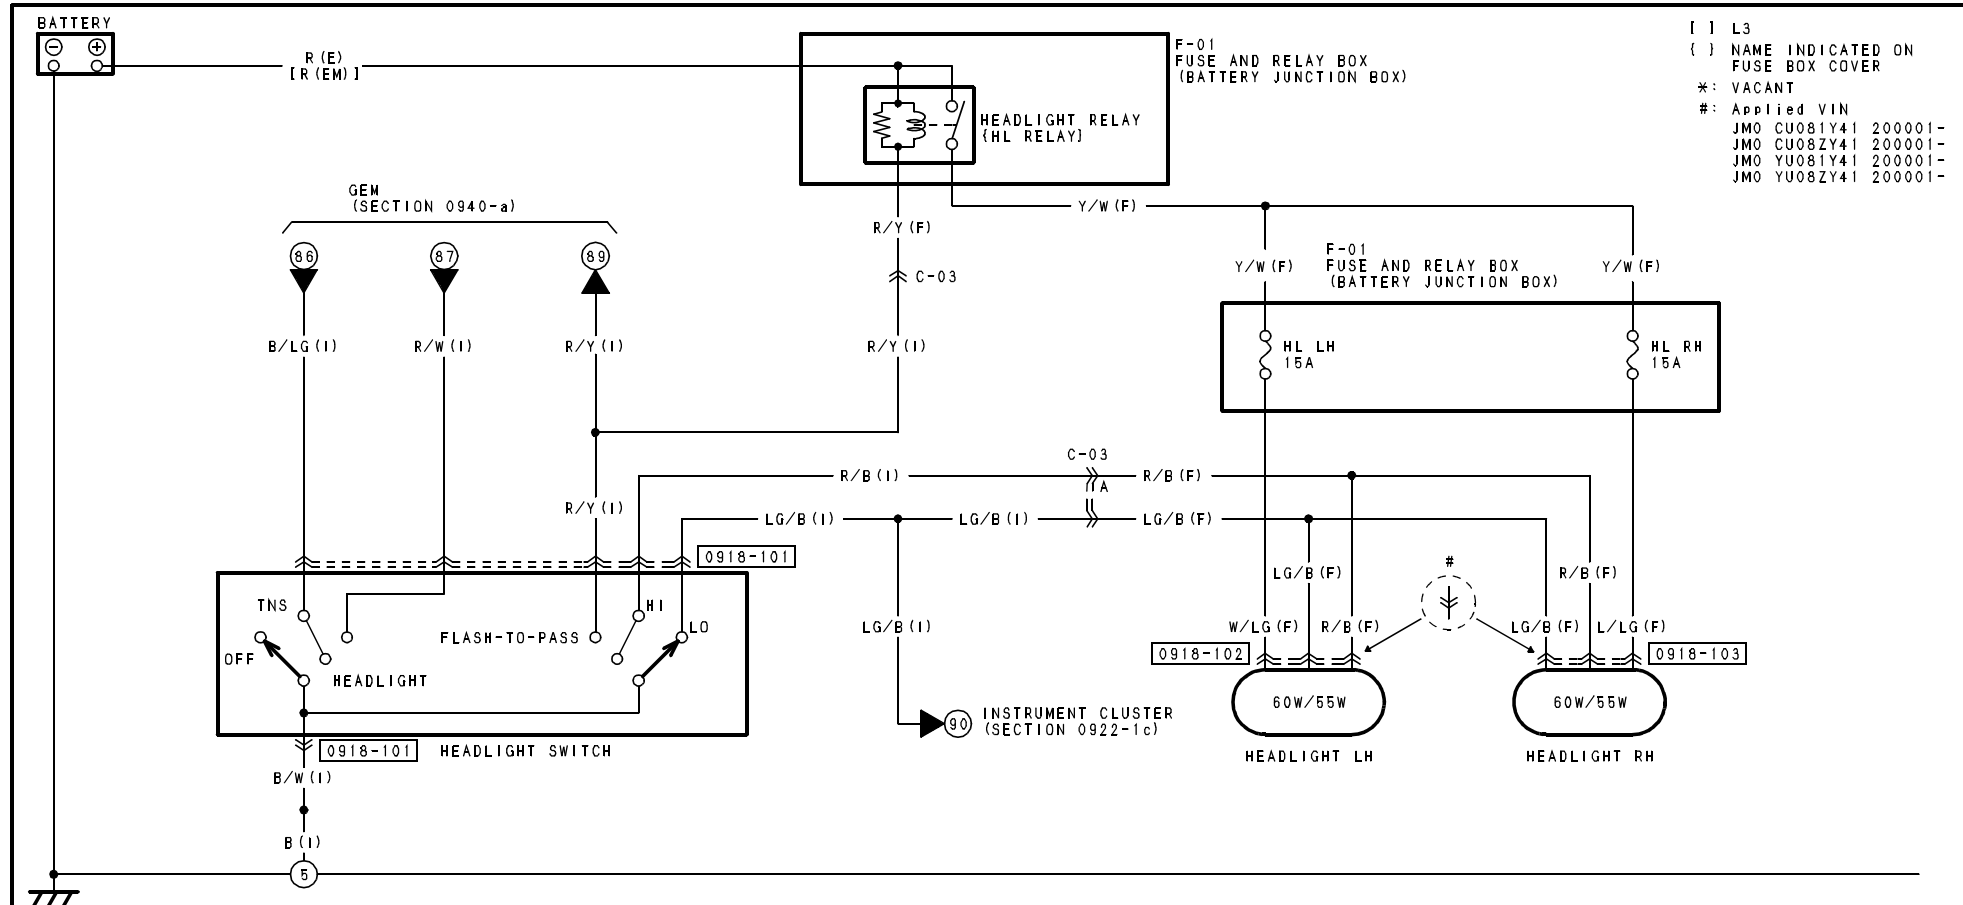 BATTERY
R(E)
[R(EM)]
F-01
FUSE AND RELAY BOX
(BATTERY JUNCTION BOX)
[ ] L3
{ } NAME INDICATED ON
FUSE BOX COVER
*: VACANT
#: Applied VIN
JM0 CU081Y41 200001-
JM0 CU08ZY41 200001-
JM0 YU081Y41 200001-
JM0 YU08ZY41 200001-
HEADLIGHT RELAY
{HL RELAY}
GEM
(SECTION 0940-a)
Y/W(F)
R/Y(F)
86
87
89
C-03
F-01
FUSE AND RELAY BOX
(BATTERY JUNCTION BOX)
Y/W(F)
Y/W(F)
B/LG(I)
R/W(I)
R/Y(I)
R/Y(I)
HL LH
15A
HL RH
15A
C-03
R/B(I)
R/B(F)
A
R/Y(I)
LG/B(I)
LG/B(I)
LG/B(F)
0918-101
LG/B(F)
#
R/B(F)
TNS
HI
FLASH-TO-PASS
LO
OFF
HEADLIGHT
LG/B(I)
W/LG(F)
R/B(F)
LG/B(F)
L/LG(F)
0918-102
0918-103
60W/55W
60W/55W
90
INSTRUMENT CLUSTER
(SECTION 0922-1c)
HEADLIGHT LH
HEADLIGHT RH
0918-101
HEADLIGHT SWITCH
B/W(I)
B(I)
5